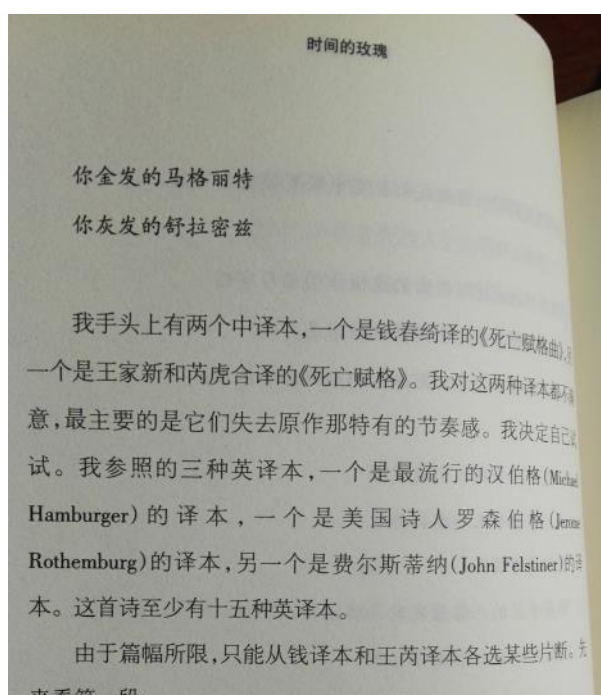 时间的玫瑰
你金发的马格丽特
你灰发的舒拉密兹
我手头上有两个中译本,一个是钱春绮译的《死亡赋格曲》,另
一个是王家新和芮虎合译的《死亡赋格》。我对这两种译本都不满
意,最主要的是它们失去原作那特有的节奏感。我决定自己试
试。我参照的三种英译本,一个是最流行的汉伯格(Michael
Hamburger)的译本,一个是美国诗人罗森伯格(Jerome
Rothemburg)的译本,另一个是费尔斯蒂纳(John Felstiner)的译
本。这首诗至少有十五种英译本。
由于篇幅所限,只能从钱译本和王芮译本各选某些片断。先
来看第一段